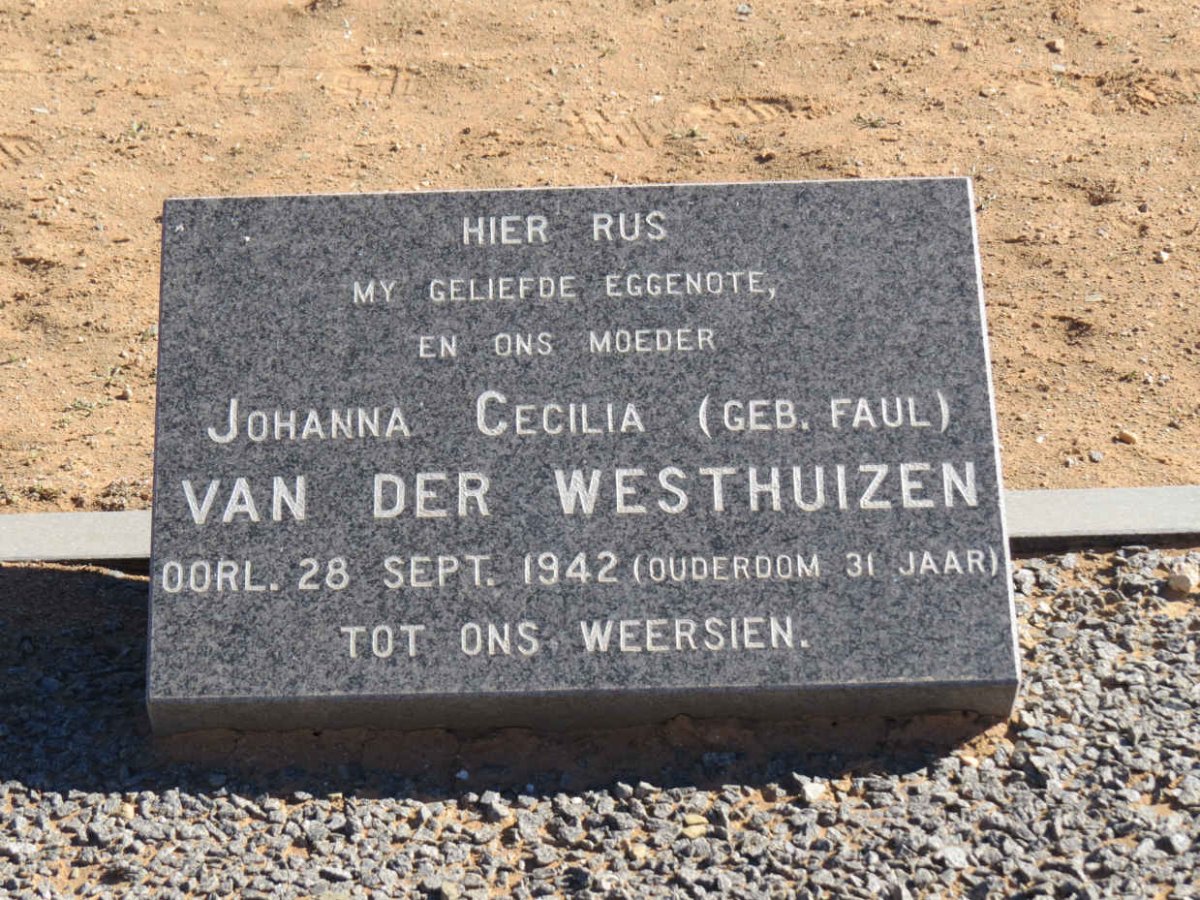 HIER RUS
MY GELIEFDE EGGENOTE,
EN ONS MOEDER
JOHANNA CECILIA (GEB. FAUL)
VAN DER WESTHUIZEN
OORL. 28 SEPT. 1942 (OUDERDOM 31 JAAR)
TOT ONS WEERSIEN.